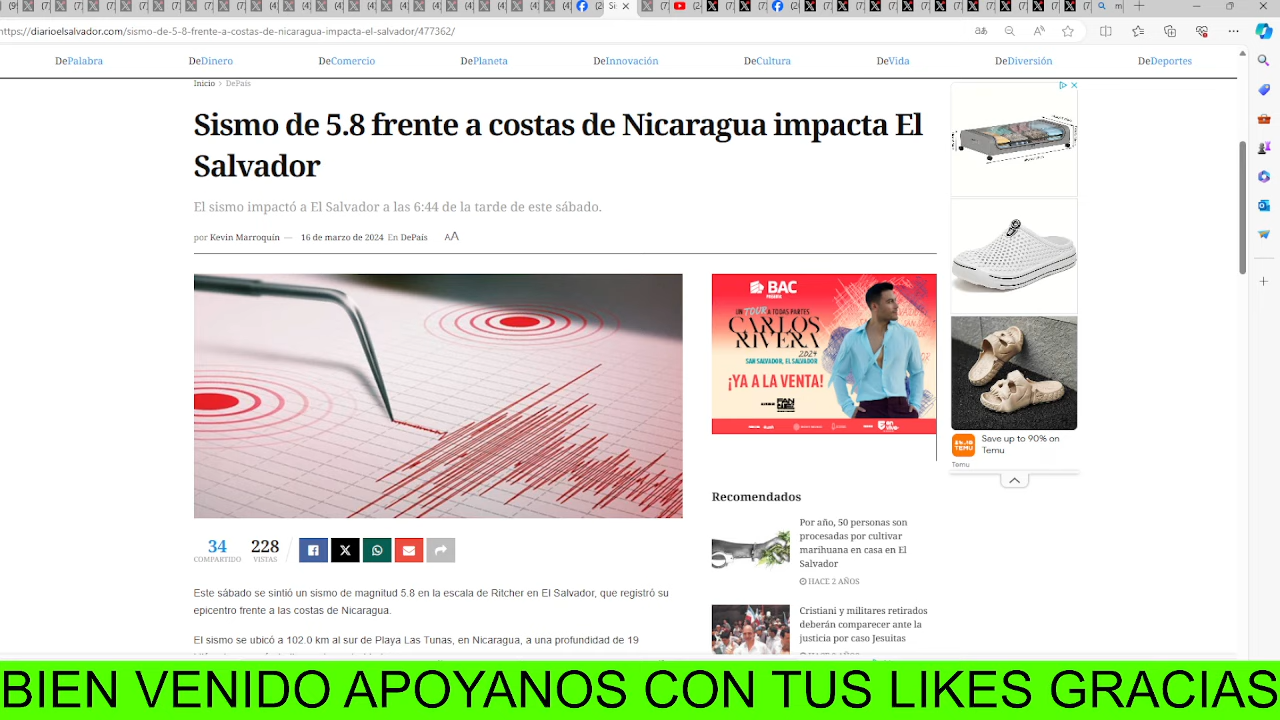 https://diarioelsalvador.com/sismo-de-5-8-frente-a-costas-de-nicaragua-impacta-el-salvador/477362/
DePalabra DeDinero DeComercio DePlaneta DeInnovación DeCultura DeVida DeDiversión DeDeportes
Inicio > DePaís
Sismo de 5.8 frente a costas de Nicaragua impacta El
Salvador
El sismo impactó a El Salvador a las 6:44 de la tarde de este sábado.
por Kevin Marroquín — 16 de marzo de 2024 En DePaís AA
BAC
UN TOUR A TODAS PARTES
CARLOS
RIVERA
2024
SAN SALVADOR, EL SALVADOR
¡YA A LA VENTA!
Save up to 90% on
Temu
TEMU
Temu
Recomendados
Por año, 50 personas son
procesadas por cultivar
marihuana en casa en El
Salvador
HACE 2 AÑOS
Cristiani y militares retirados
deberán comparecer ante la
justicia por caso Jesuitas
34
COMPARTIDO
228
VISTAS
Este sábado se sintió un sismo de magnitud 5.8 en la escala de Ritcher en El Salvador, que registró su
epicentro frente a las costas de Nicaragua.
El sismo se ubicó a 102.0 km al sur de Playa Las Tunas, en Nicaragua, a una profundidad de 19
BIEN VENIDO APOYANOS CON TUS LIKES GRACIAS